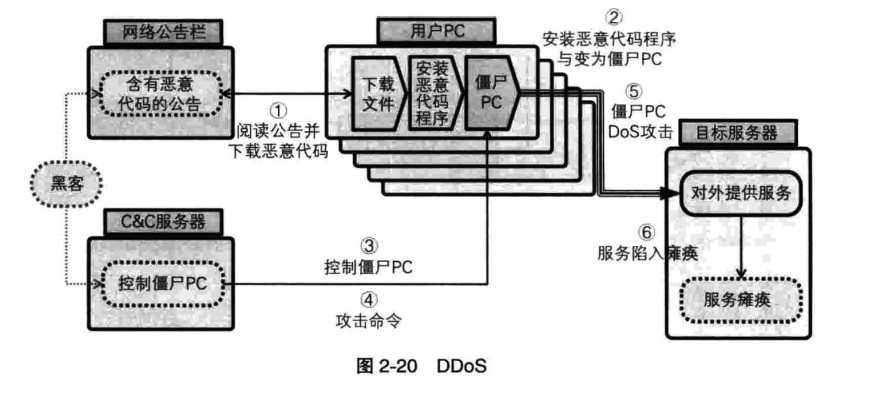 网络公告栏
含有恶意
代码的公告
①
阅读公告并
下载恶意代码
用户PC
下载
文件
安装
恶意
代码
程序
僵尸
PC
②
安装恶意代码程序
与变为僵尸PC
⑤
僵尸PC
DoS攻击
目标服务器
对外提供服务
⑥
服务陷入瘫痪
服务瘫痪
黑客
C&C服务器
控制僵尸PC
③
控制僵尸PC
④
攻击命令
图 2-20 DDoS